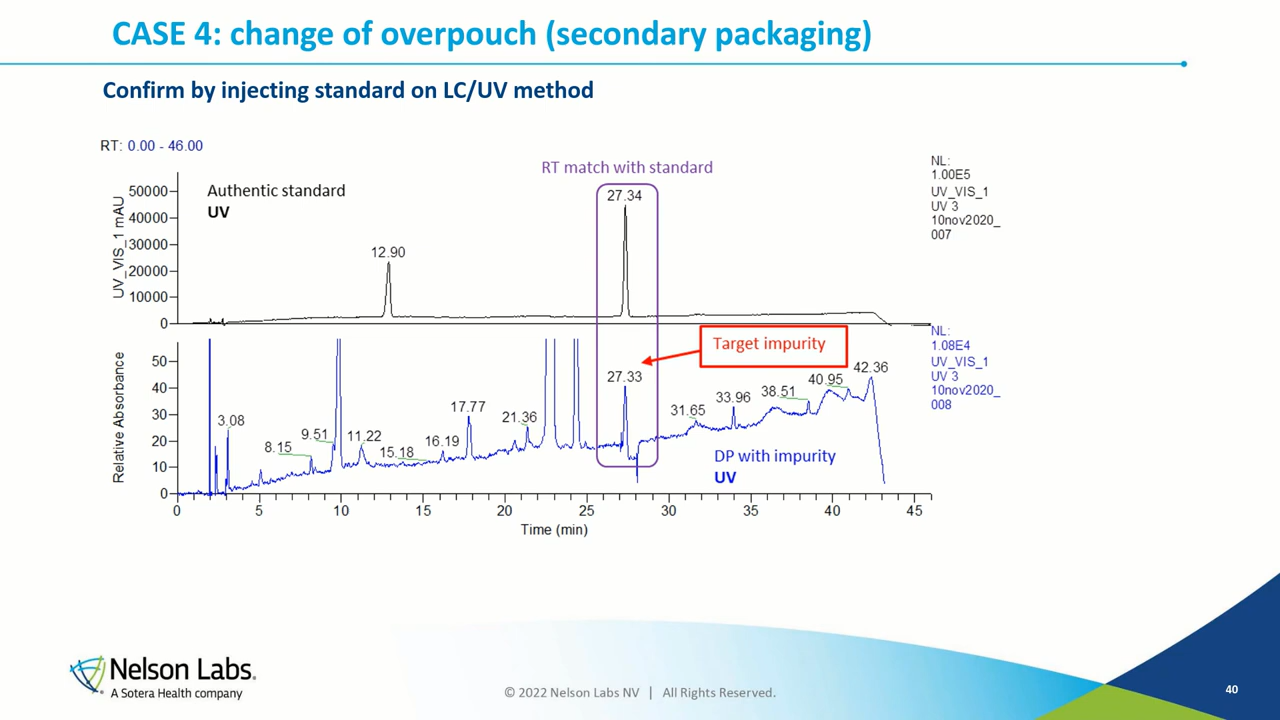 CASE 4: change of overpouch (secondary packaging)
Confirm by injecting standard on LC/UV method
RT: 0.00 - 46.00
RT match with standard
NL:
1.00E5
UV_VIS_1
UV 3
10nov2020_
007
Authentic standard
UV
UV_VIS_1 mAU
50000
40000
30000
20000
10000
0
12.90
27.34
Target impurity
NL:
1.08E4
UV_VIS_1
UV 3
10nov2020_
008
Relative Absorbance
50
40
30
20
10
0
3.08
8.15
9.51
11.22
15.18
16.19
17.77
21.36
27.33
31.65
33.96
38.51
40.95
42.36
DP with impurity
UV
0 5 10 15 20 25 30 35 40 45
Time (min)
Nelson Labs.
A Sotera Health company
© 2022 Nelson Labs NV | All Rights Reserved.
40